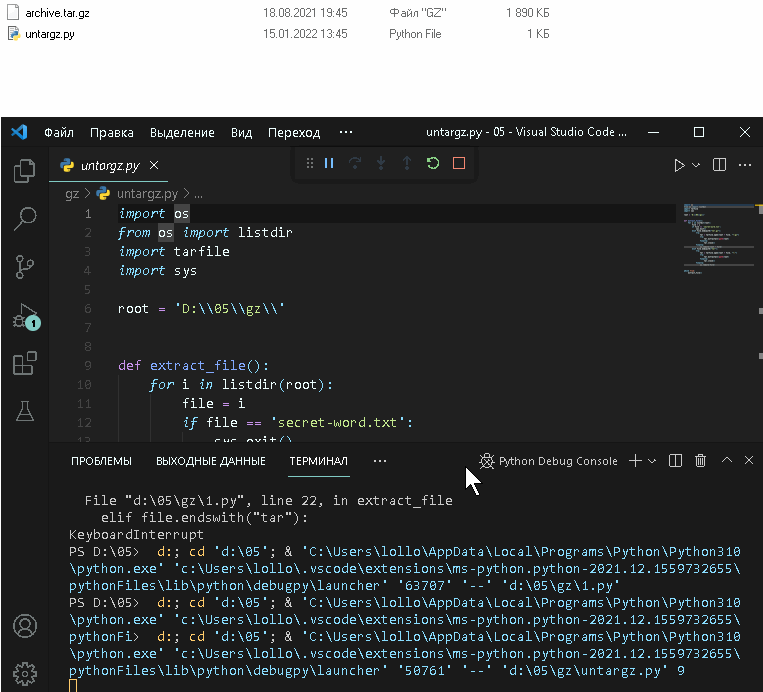 archive.tar.gz 18.08.2021 19:45 Файл "GZ" 1 890 КБ
untargz.py 15.01.2022 13:45 Python File 1 КБ
Файл Правка Выделение Вид Переход ··· untargz.py - 05 - Visual Studio Code ...
untargz.py
gz > untargz.py > ...
1 import os
2 from os import listdir
3 import tarfile
4 import sys
5
6 root = 'D:\\05\\gz\\'
7
8
9 def extract_file():
10 for i in listdir(root):
11 file = i
12 if file == 'secret-word.txt':
13 sys.exit()
1
ПРОБЛЕМЫ ВЫХОДНЫЕ ДАННЫЕ ТЕРМИНАЛ ··· Python Debug Console
File "d:\05\gz\1.py", line 22, in extract_file
elif file.endswith("tar"):
KeyboardInterrupt
PS D:\05> d:; cd 'd:\05'; & 'C:\Users\lollo\AppData\Local\Programs\Python\Python310
\python.exe' 'c:\Users\lollo\.vscode\extensions\ms-python.python-2021.12.1559732655\
pythonFiles\lib\python\debugpy\launcher' '63707' '--' 'd:\05\gz\1.py'
PS D:\05> d:; cd 'd:\05'; & 'C:\Users\lollo\AppData\Local\Programs\Python\Python310
\python.exe' 'c:\Users\lollo\.vscode\extensions\ms-python.python-2021.12.1559732655\
pythonFi> d:; cd 'd:\05'; & 'C:\Users\lollo\AppData\Local\Programs\Python\Python310
\python.exe' 'c:\Users\lollo\.vscode\extensions\ms-python.python-2021.12.1559732655\
pythonFiles\lib\python\debugpy\launcher' '50761' '--' 'd:\05\gz\untargz.py' 9